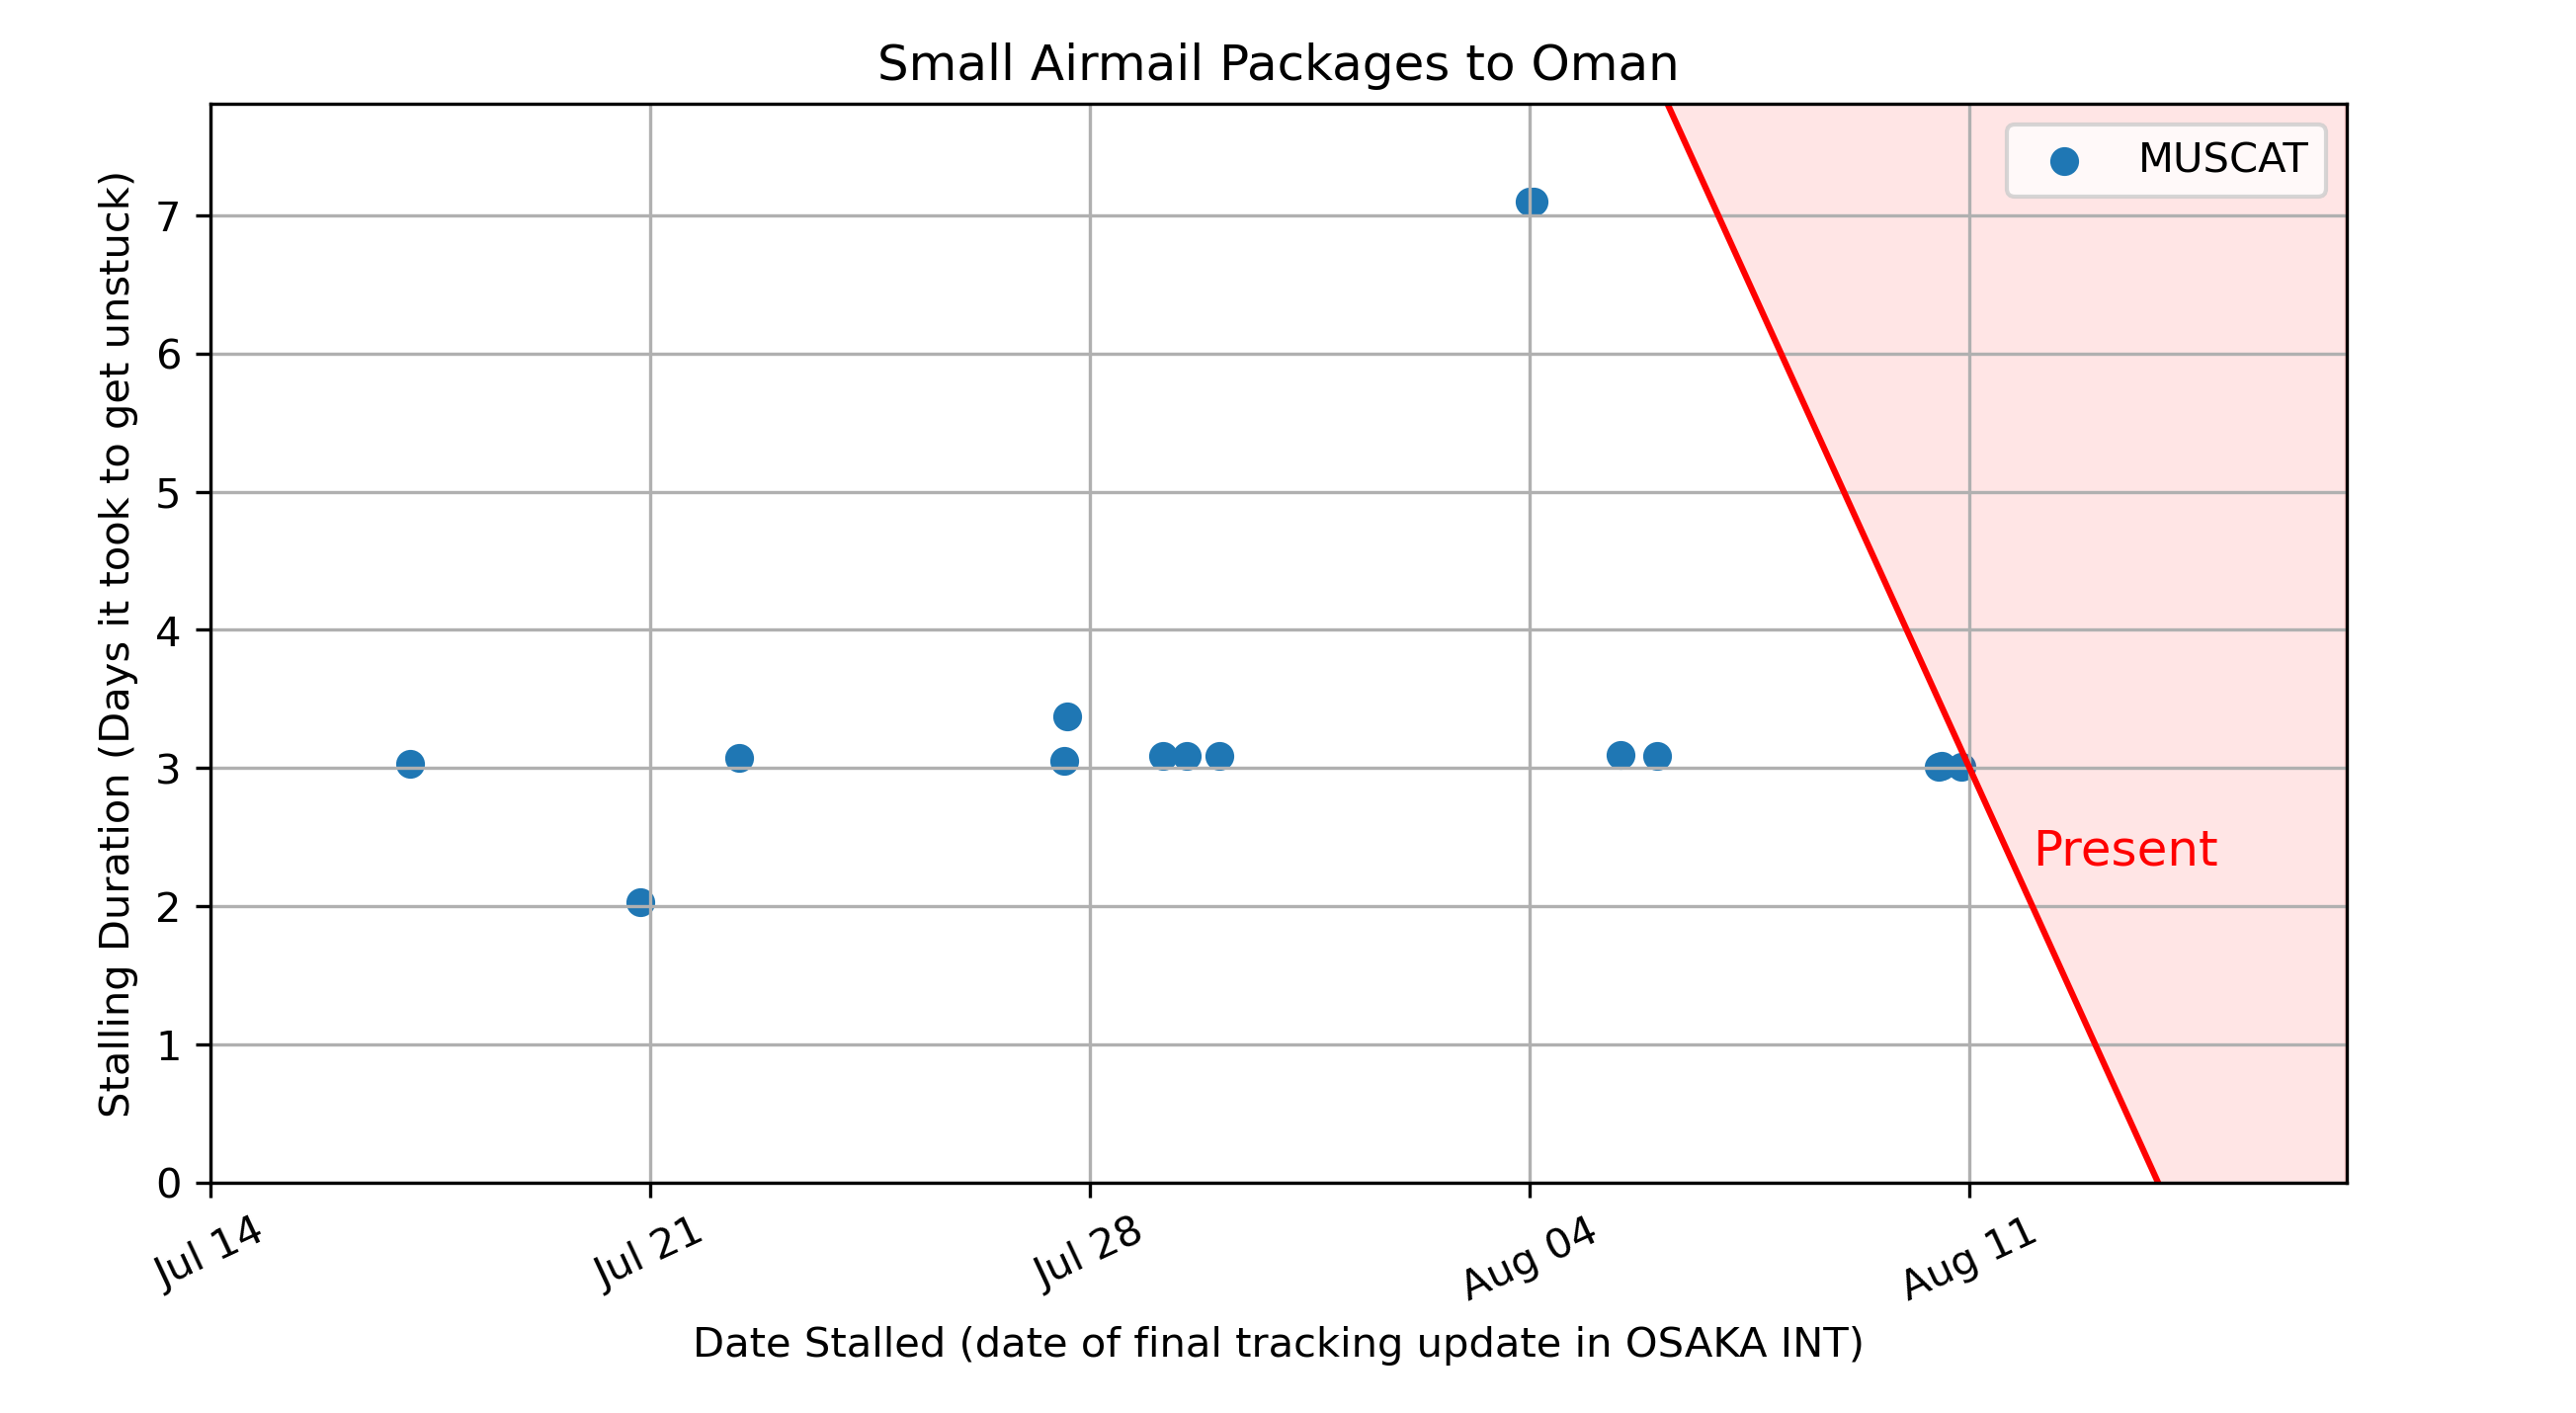 Small Airmail Packages to Oman
MUSCAT
Stalling Duration (Days it took to get unstuck)
7
6
5
4
3
2
1
0
Present
Jul 14
Jul 21
Jul 28
Aug 04
Aug 11
Date Stalled (date of final tracking update in OSAKA INT)